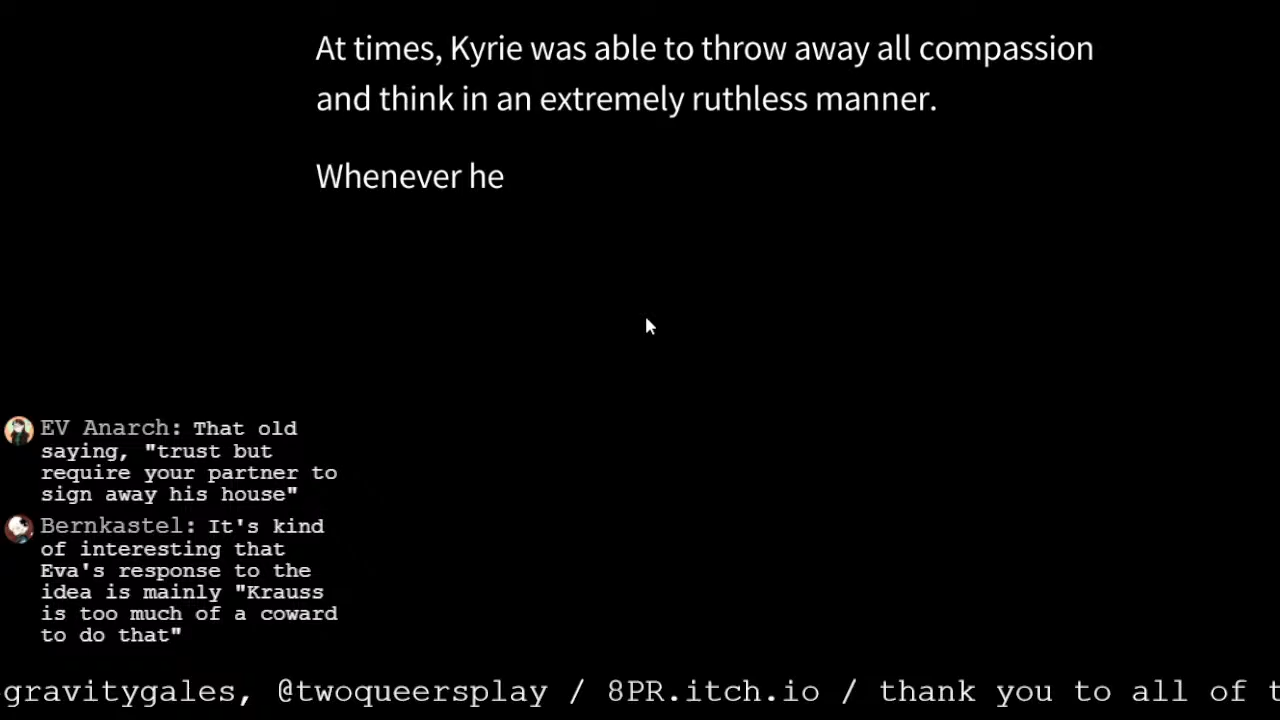 At times, Kyrie was able to throw away all compassion
and think in an extremely ruthless manner.
Whenever he
EV Anarch: That old
saying, "trust but
require your partner to
sign away his house"
Bernkastel: It's kind
of interesting that
Eva's response to the
idea is mainly "Krauss
is too much of a coward
to do that"
gravitygales, @twoqueersplay / 8PR.itch.io / thank you to all of t